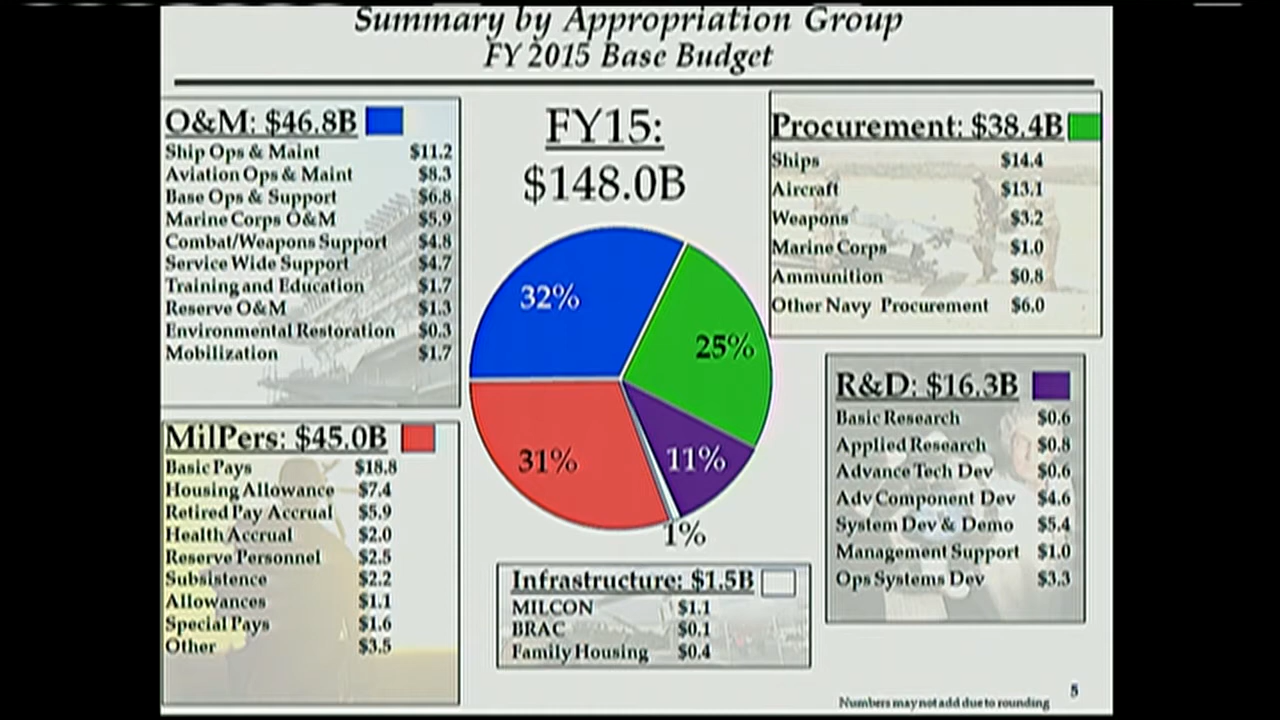 Summary by Appropriation Group
FY 2015 Base Budget
O&M: $46.8B
Ship Ops & Maint $11.2
Aviation Ops & Maint $8.3
Base Ops & Support $6.8
Marine Corps O&M $5.9
Combat/Weapons Support $4.8
Service Wide Support $4.7
Training and Education $1.7
Reserve O&M $1.3
Environmental Restoration $0.3
Mobilization $1.7
MilPers: $45.0B
Basic Pays $18.8
Housing Allowance $7.4
Retired Pay Accrual $5.9
Health Accrual $2.0
Reserve Personnel $2.5
Subsistence $2.2
Allowances $1.1
Special Pays $1.6
Other $3.5
FY15:
$148.0B
32%
25%
31%
11%
1%
Infrastructure: $1.5B
MILCON $1.1
BRAC $0.1
Family Housing $0.4
Procurement: $38.4B
Ships $14.4
Aircraft $13.1
Weapons $3.2
Marine Corps $1.0
Ammunition $0.8
Other Navy Procurement $6.0
R&D: $16.3B
Basic Research $0.6
Applied Research $0.8
Advance Tech Dev $0.6
Adv Component Dev $4.6
System Dev & Demo $5.4
Management Support $1.0
Ops Systems Dev $3.3
5
Numbers may not add due to rounding